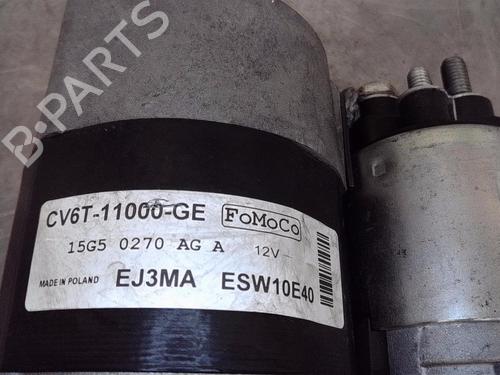 B-PARTS
CV6T-11000-GE FoMoCo
15G5 0270 AG A 12V
MADE IN POLAND EJ3MA ESW10E40